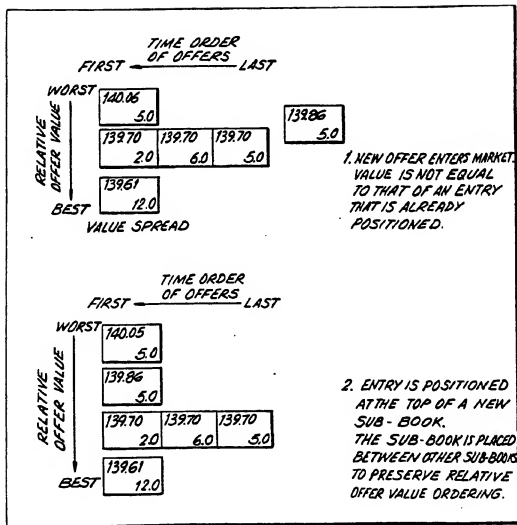 TIME ORDER
OF OFFERS
FIRST LAST
WORST
RELATIVE
OFFER VALUE
BEST
140.06
5.0
139.86
5.0
139.70 139.70 139.70
2.0 6.0 5.0
139.61
12.0
VALUE SPREAD
1. NEW OFFER ENTERS MARKET.
VALUE IS NOT EQUAL
TO THAT OF AN ENTRY
THAT IS ALREADY
POSITIONED.
TIME ORDER
OF OFFERS
FIRST LAST
WORST
RELATIVE
OFFER VALUE
BEST
140.05
5.0
139.86
5.0
139.70 139.70 139.70
2.0 6.0 5.0
139.61
12.0
2. ENTRY IS POSITIONED
AT THE TOP OF A NEW
SUB-BOOK.
THE SUB-BOOK IS PLACED
BETWEEN OTHER SUB-BOOKS
TO PRESERVE RELATIVE
OFFER VALUE ORDERING.